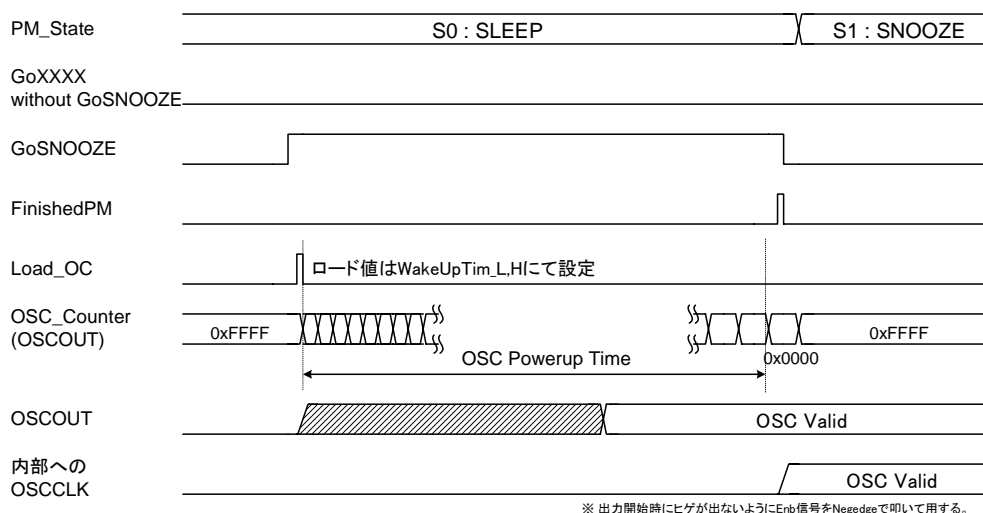 PM_State
S0 : SLEEP
S1 : SNOOZE
GoXXXX
without GoSNOOZE
GoSNOOZE
FinishedPM
Load_OC
ロード値はWakeUpTim_L,Hにて設定
OSC_Counter
(OSCOUT)
0xFFFF
0xFFFF
OSC Powerup Time
0x0000
OSCOUT
OSC Valid
内部への
OSCCLK
OSC Valid
※ 出力開始時にヒゲが出ないようにEnb信号をNegedgeで叩いて用する。